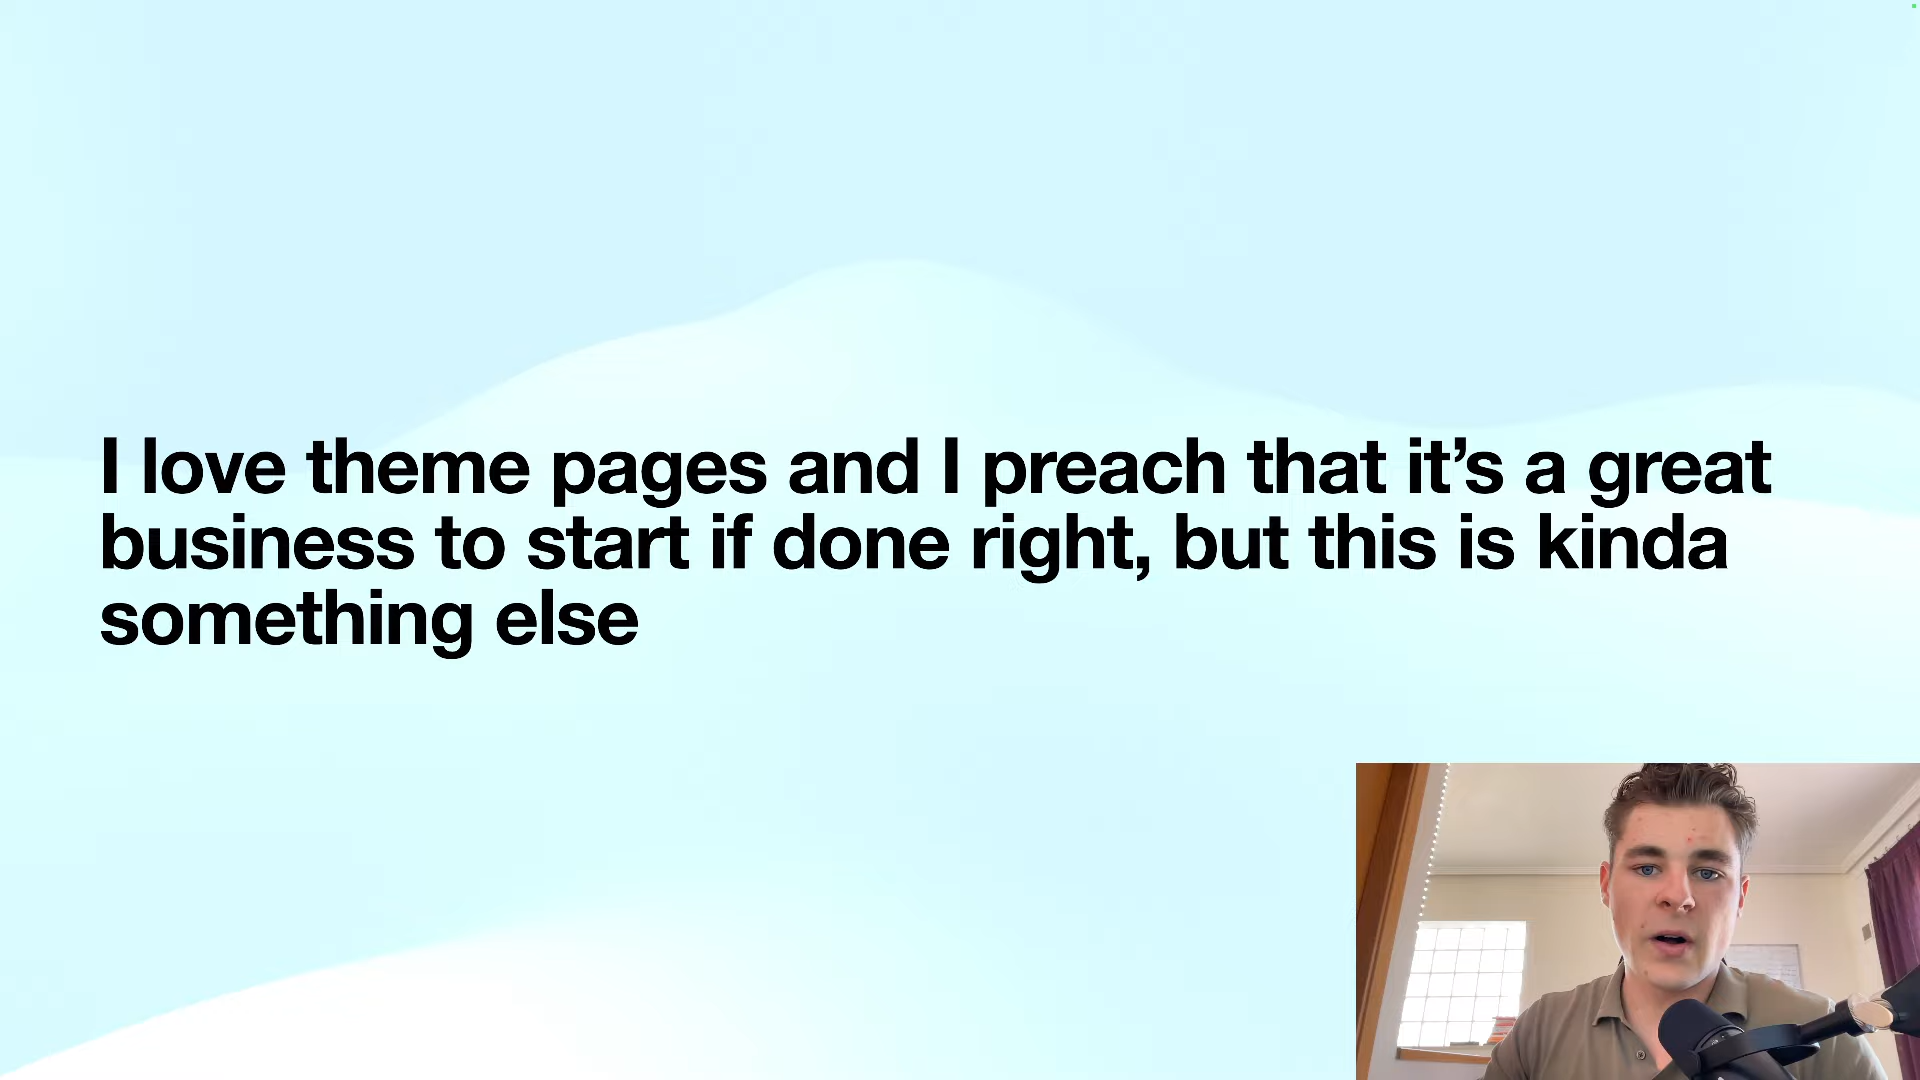 I love theme pages and I preach that it’s a great
business to start if done right, but this is kinda
something else